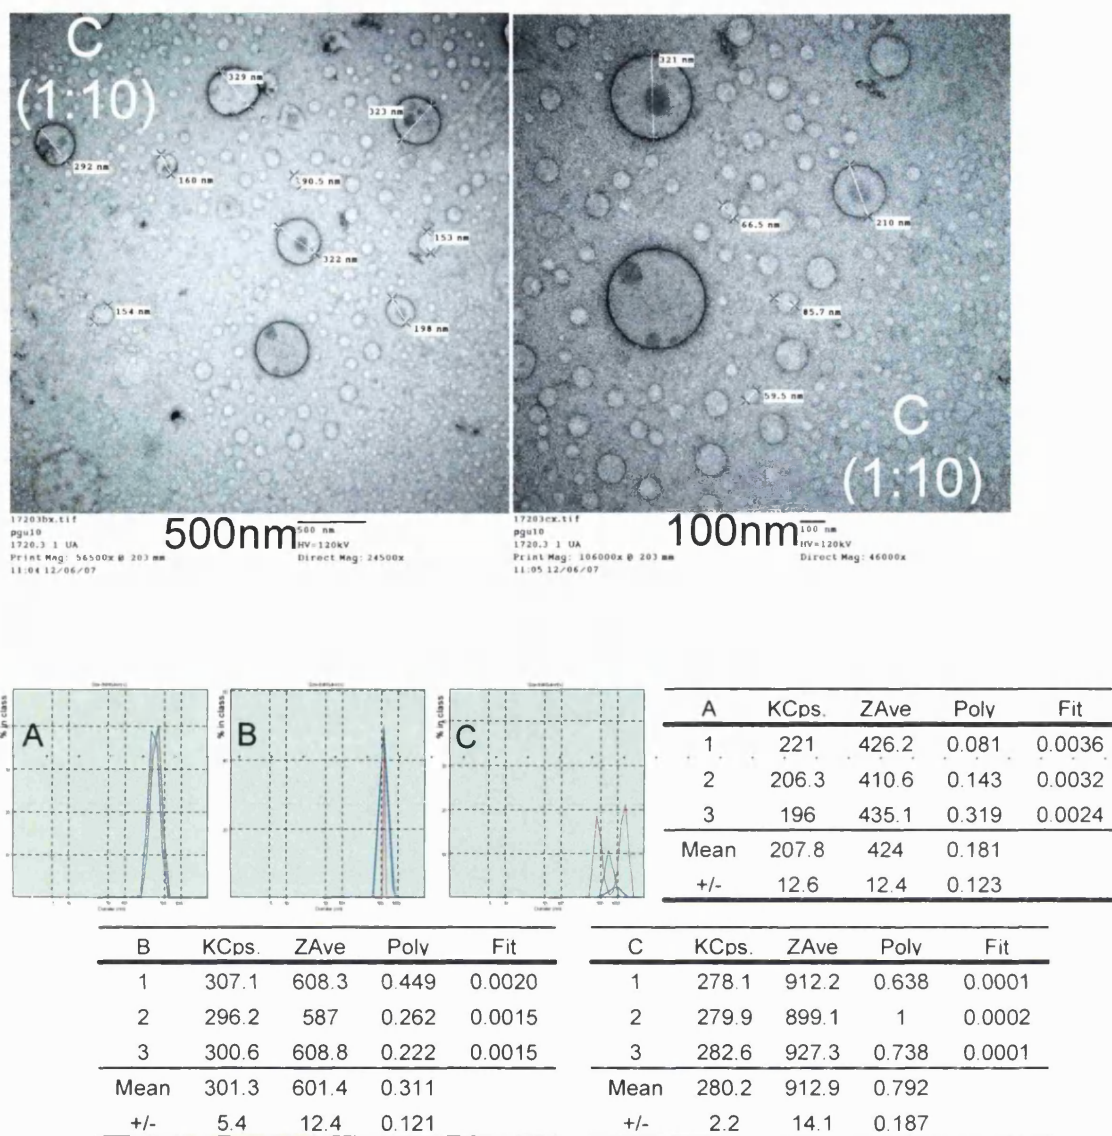 C
(1:10)
329 nm
323 nm
292 nm
160 nm
90.5 nm
153 nm
322 nm
154 nm
198 nm
321 nm
66.5 nm
210 nm
85.7 nm
59.5 nm
C
(1:10)
17203bx.tif
pgu10
1720.3 1 UA
Print Mag: 56500x @ 203 mm
11:04 12/06/07
500nm
500 nm
HV=120kV
Direct Mag: 24500x
17203cx.tif
pgu10
1720.3 1 UA
Print Mag: 106000x @ 203 mm
11:05 12/06/07
100nm
100 nm
HV=120kV
Direct Mag: 46000x
% in class
A
% in class
B
% in class
C
A KCps. ZAve Poly Fit
1 221 426.2 0.081 0.0036
2 206.3 410.6 0.143 0.0032
3 196 435.1 0.319 0.0024
Mean 207.8 424 0.181
+/- 12.6 12.4 0.123
B KCps. ZAve Poly Fit
1 307.1 608.3 0.449 0.0020
2 296.2 587 0.262 0.0015
3 300.6 608.8 0.222 0.0015
Mean 301.3 601.4 0.311
+/- 5.4 12.4 0.121
C KCps. ZAve Poly Fit
1 278.1 912.2 0.638 0.0001
2 279.9 899.1 1 0.0002
3 282.6 927.3 0.738 0.0001
Mean 280.2 912.9 0.792
+/- 2.2 14.1 0.187